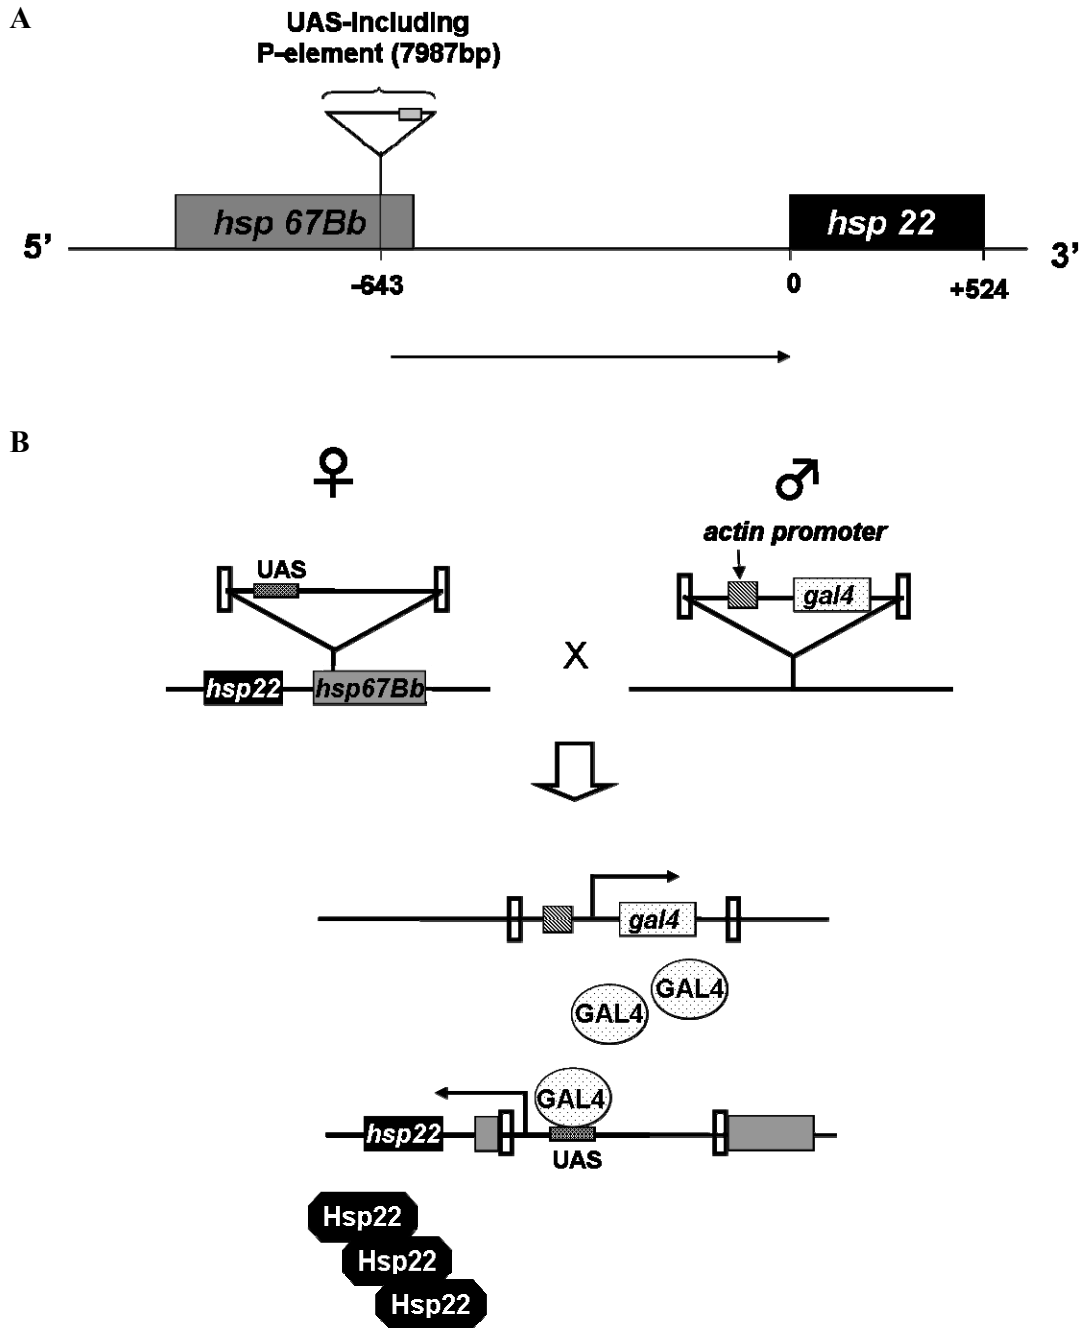 A
UAS-including
P-element (7987bp)
hsp 67Bb
hsp 22
5’
3’
-643
0
+524
B
♀
♂
actin promoter
UAS
gal4
X
hsp22
hsp67Bb
gal4
GAL4
GAL4
GAL4
hsp22
UAS
Hsp22
Hsp22
Hsp22